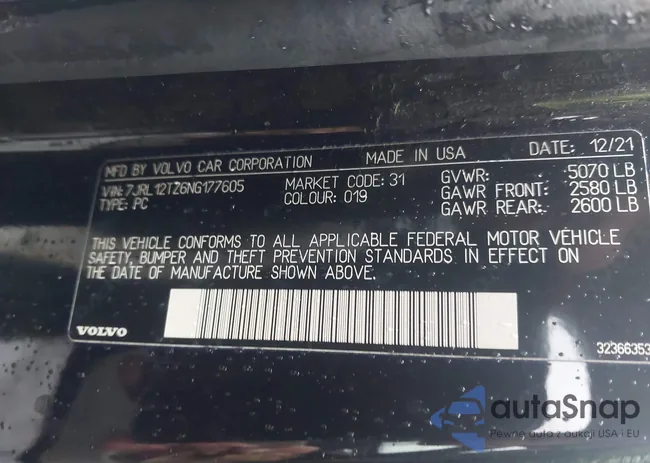 MFD BY VOLVO CAR CORPORATION MADE IN USA DATE: 12/21
VIN: 7JRL12TZ6NG177605 MARKET CODE: 31 GVWR: 5070 LB
TYPE: PC COLOUR: 019 GAWR FRONT: 2580 LB
GAWR REAR: 2600 LB
THIS VEHICLE CONFORMS TO ALL APPLICABLE FEDERAL MOTOR VEHICLE
SAFETY, BUMPER AND THEFT PREVENTION STANDARDS IN EFFECT ON
THE DATE OF MANUFACTURE SHOWN ABOVE.
VOLVO
32366353
autaSnap
Pewne auta z aukcji USA i EU